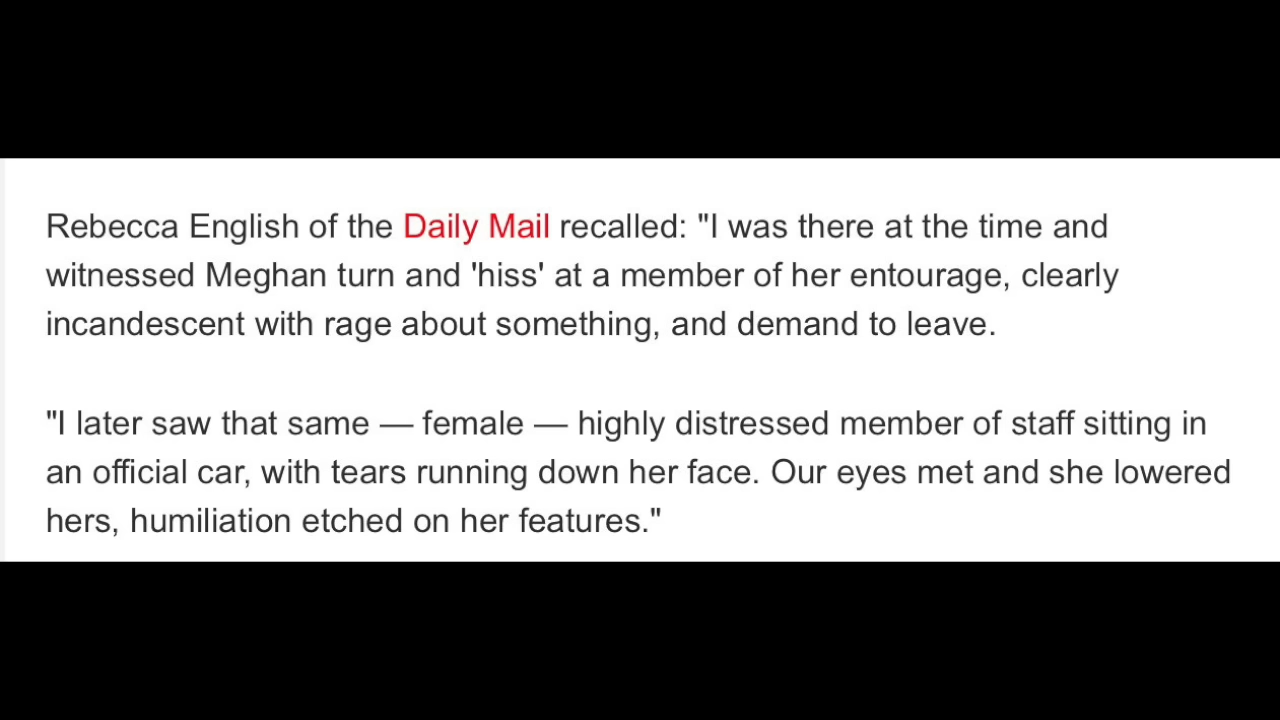 Rebecca English of the Daily Mail recalled: "I was there at the time and
witnessed Meghan turn and 'hiss' at a member of her entourage, clearly
incandescent with rage about something, and demand to leave.
"I later saw that same — female — highly distressed member of staff sitting in
an official car, with tears running down her face. Our eyes met and she lowered
hers, humiliation etched on her features."